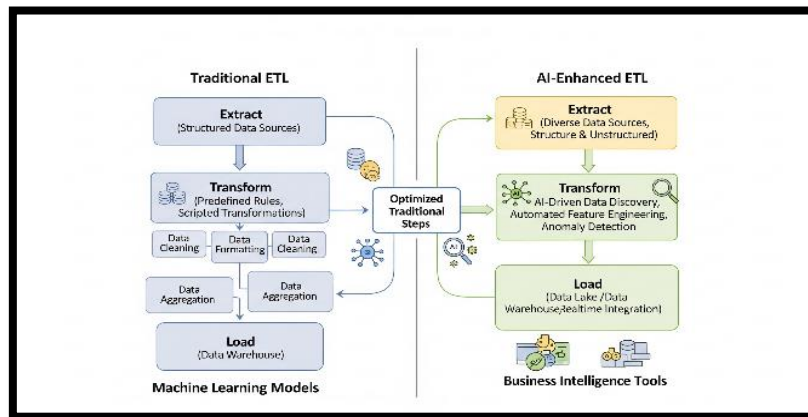 Traditional ETL
Extract
(Structured Data Sources)
Transform
(Predefined Rules,
Scripted Transformations)
Data
Cleaning
Data
Formatting
Data
Cleaning
Data
Aggregation
Data
Aggregation
Load
(Data Warehouse)
Machine Learning Models
Optimized
Traditional
Steps
AI
AI-Enhanced ETL
Extract
(Diverse Data Sources,
Structure & Unstructured)
Transform
AI-Driven Data Discovery,
Automated Feature Engineering,
Anomaly Detection
Load
(Data Lake /Data
Warehouse,Realtime Integration)
Business Intelligence Tools